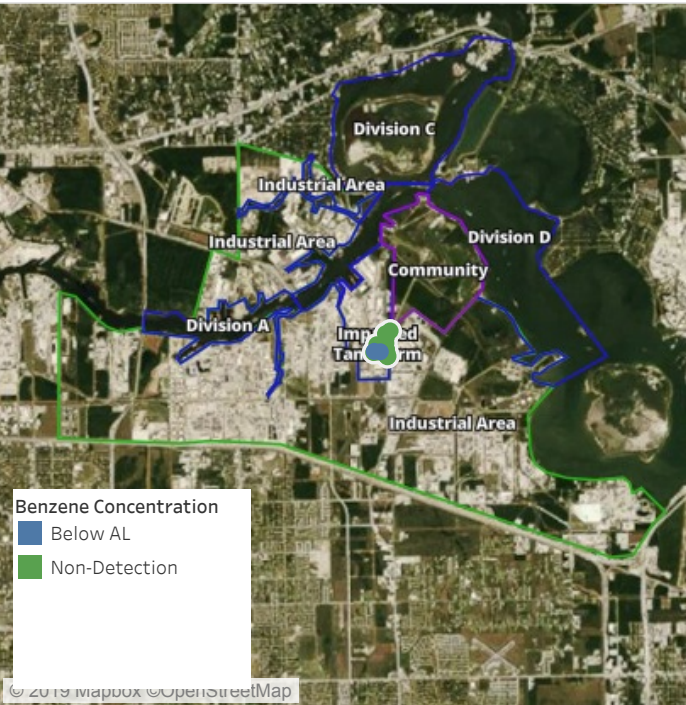 Division C
Industrial Area
Industrial Area
Division D
Community
Division A
Industrial Area
Benzene Concentration
Below AL
Non-Detection
© 2019 Mapbox ©OpenStreetMap